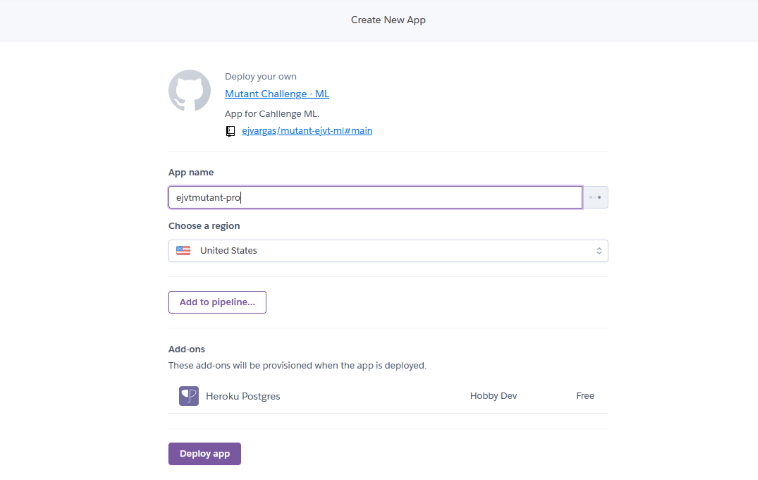 Create New App
Deploy your own
Mutant Challenge - ML
App for Cahllenge ML.
ejvargas/mutant-ejvt-ml#main
App name
ejvtmutant-pro
Choose a region
United States
Add to pipeline...
Add-ons
These add-ons will be provisioned when the app is deployed.
Heroku Postgres Hobby Dev Free
Deploy app